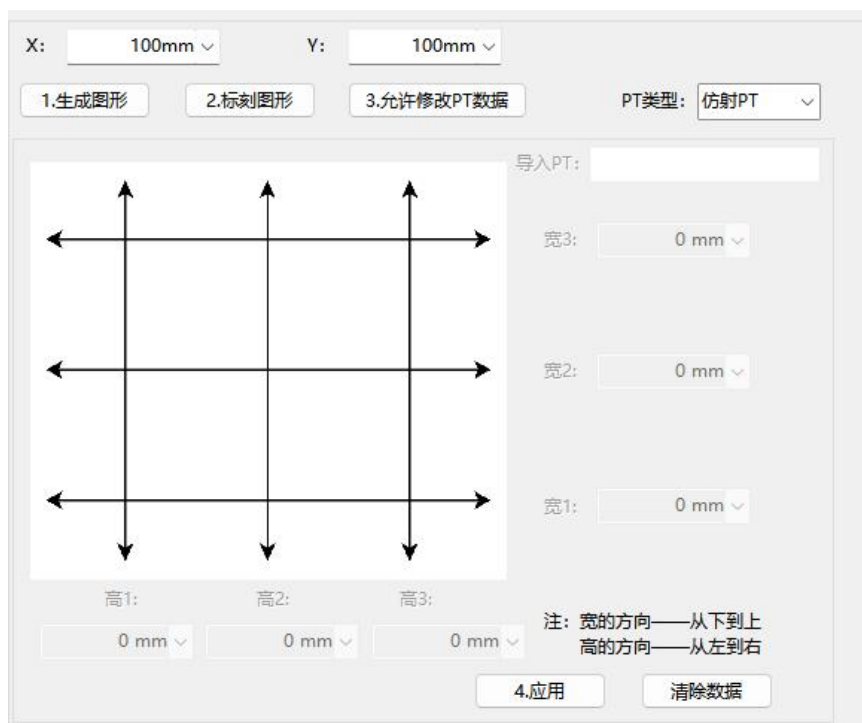 X: 100mm Y: 100mm
1.生成图形 2.标刻图形 3.允许修改PT数据 PT类型: 仿射PT
导入PT:
宽3: 0 mm
宽2: 0 mm
宽1: 0 mm
高1: 高2: 高3:
0 mm 0 mm 0 mm
注: 宽的方向——从下到上
高的方向——从左到右
4.应用 清除数据